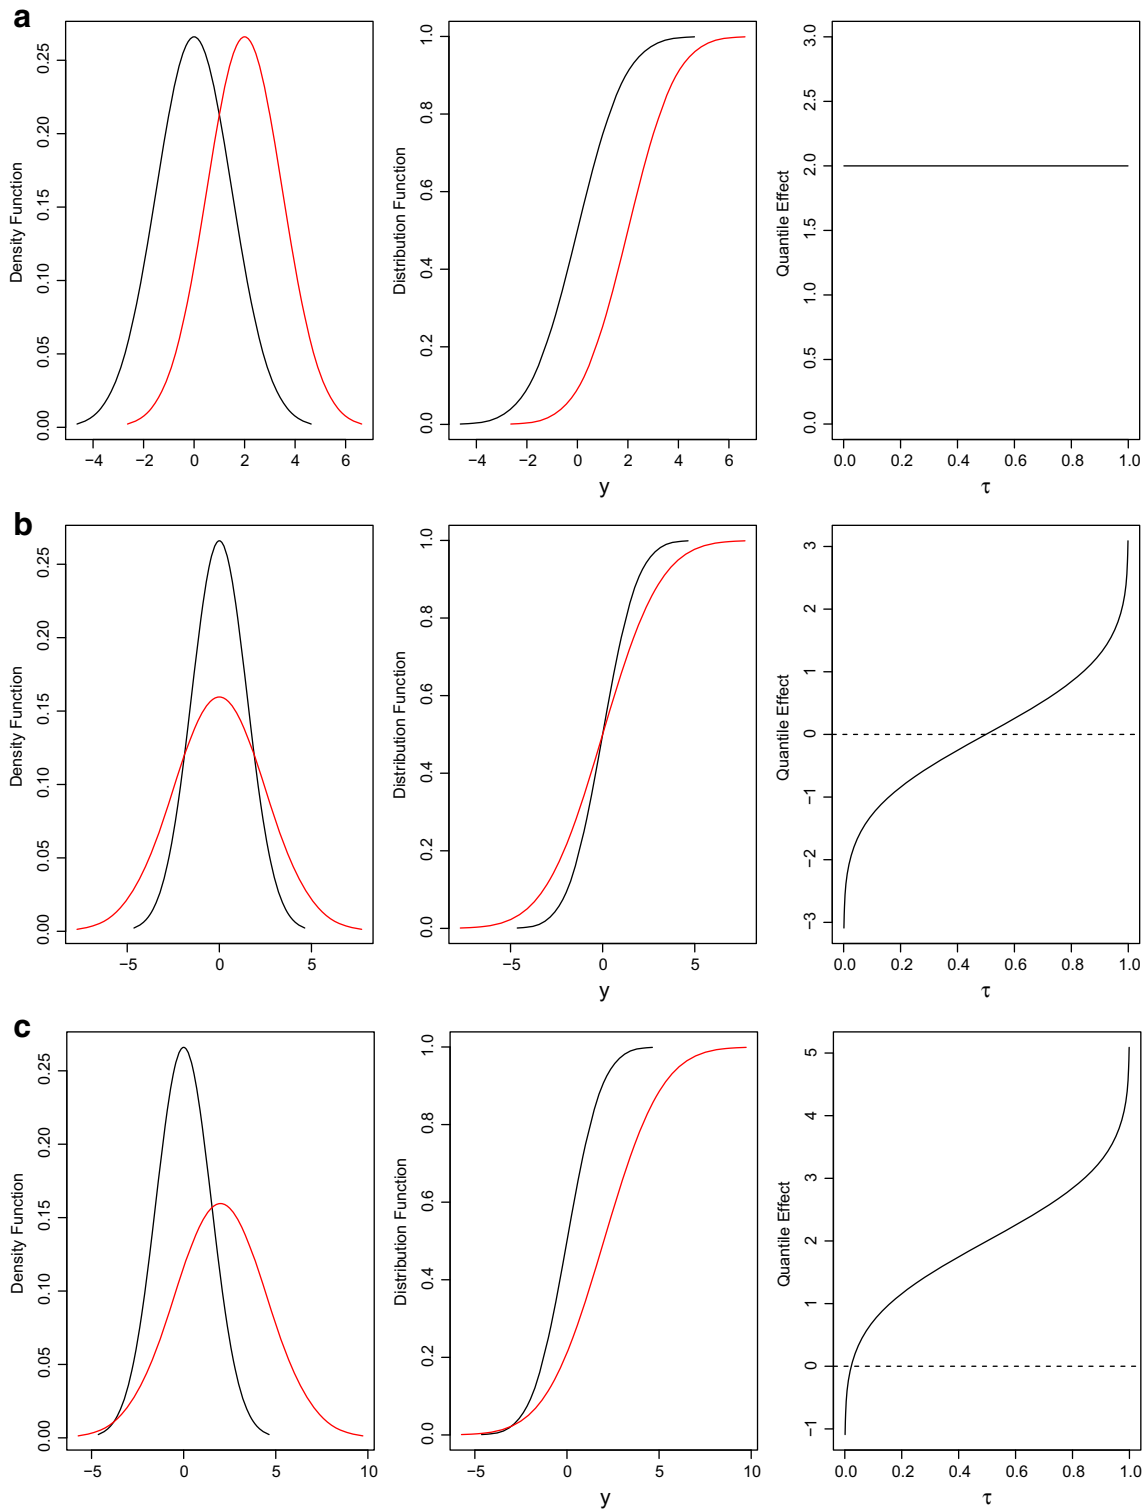 a
Density Function
0.00 0.05 0.10 0.15 0.20 0.25
−4 −2 0 2 4 6
Distribution Function
0.0 0.2 0.4 0.6 0.8 1.0
−4 −2 0 2 4 6
y
Quantile Effect
0.0 0.5 1.0 1.5 2.0 2.5 3.0
0.0 0.2 0.4 0.6 0.8 1.0
τ
b
Density Function
0.00 0.05 0.10 0.15 0.20 0.25
−5 0 5
Distribution Function
0.0 0.2 0.4 0.6 0.8 1.0
−5 0 5
y
Quantile Effect
−3 −2 −1 0 1 2 3
0.0 0.2 0.4 0.6 0.8 1.0
τ
c
Density Function
0.00 0.05 0.10 0.15 0.20 0.25
−5 0 5 10
Distribution Function
0.0 0.2 0.4 0.6 0.8 1.0
−5 0 5 10
y
Quantile Effect
−1 0 1 2 3 4 5
0.0 0.2 0.4 0.6 0.8 1.0
τ